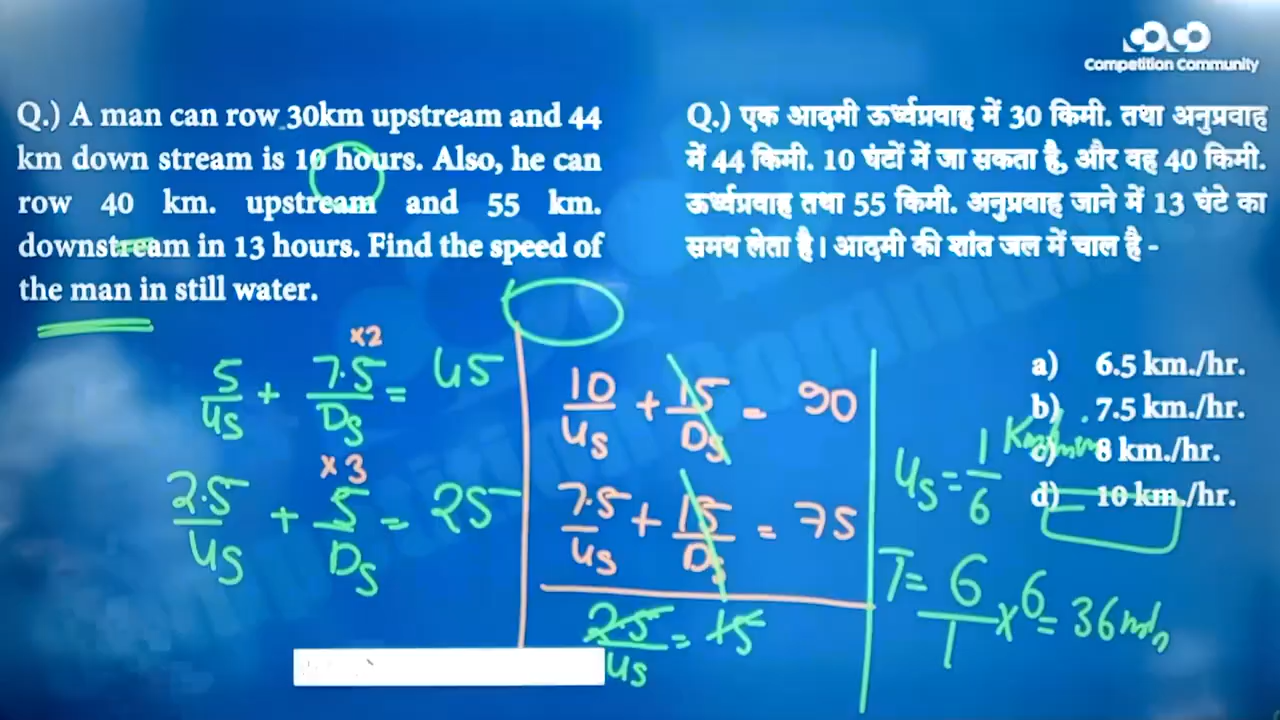 Competition Community
Q.) A man can row 30km upstream and 44
km down stream is 10 hours. Also, he can
row 40 km. upstream and 55 km.
downstream in 13 hours. Find the speed of
the man in still water.
Q.) एक आदमी ऊर्ध्वप्रवाह में 30 किमी. तथा अनुप्रवाह
में 44 किमी. 10 घंटों में जा सकता है, और वह 40 किमी.
ऊर्ध्वप्रवाह तथा 55 किमी. अनुप्रवाह जाने में 13 घंटे का
समय लेता है। आदमी की शांत जल में चाल है -
a) 6.5 km./hr.
b) 7.5 km./hr.
c) 8 km./hr.
d) 10 km./hr.
×2
5/us + 7.5/Ds = 45
×3
2.5/us + 5/Ds = 25
10/us + 15/Ds = 90
7.5/us + 15/Ds = 75
25/us = 15
us = 1/6 Km/min
T = 6/1 × 6 = 36 min